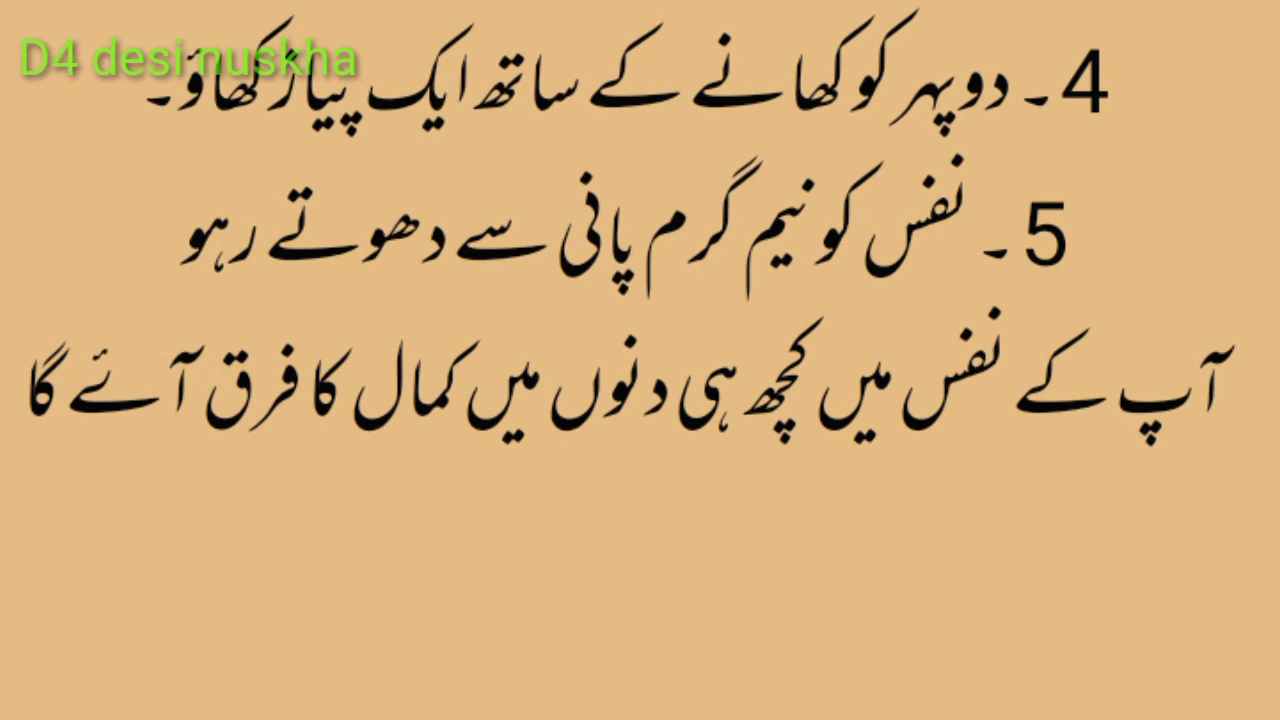 D4 desi nuskha
4۔ دوپہر کو کھانے کے ساتھ ایک پیاز کھاؤ۔
5۔ نفس کو نیم گرم پانی سے دھوتے رہو
آپ کے نفس میں کچھ ہی دنوں میں کمال کا فرق آئے گا